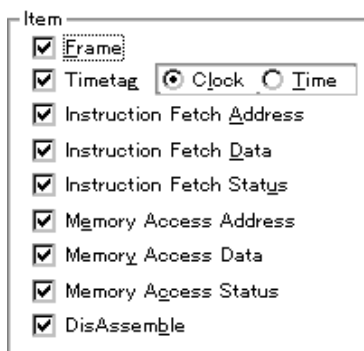 Item
Frame
Timetag Clock Time
Instruction Fetch Address
Instruction Fetch Data
Instruction Fetch Status
Memory Access Address
Memory Access Data
Memory Access Status
DisAssemble